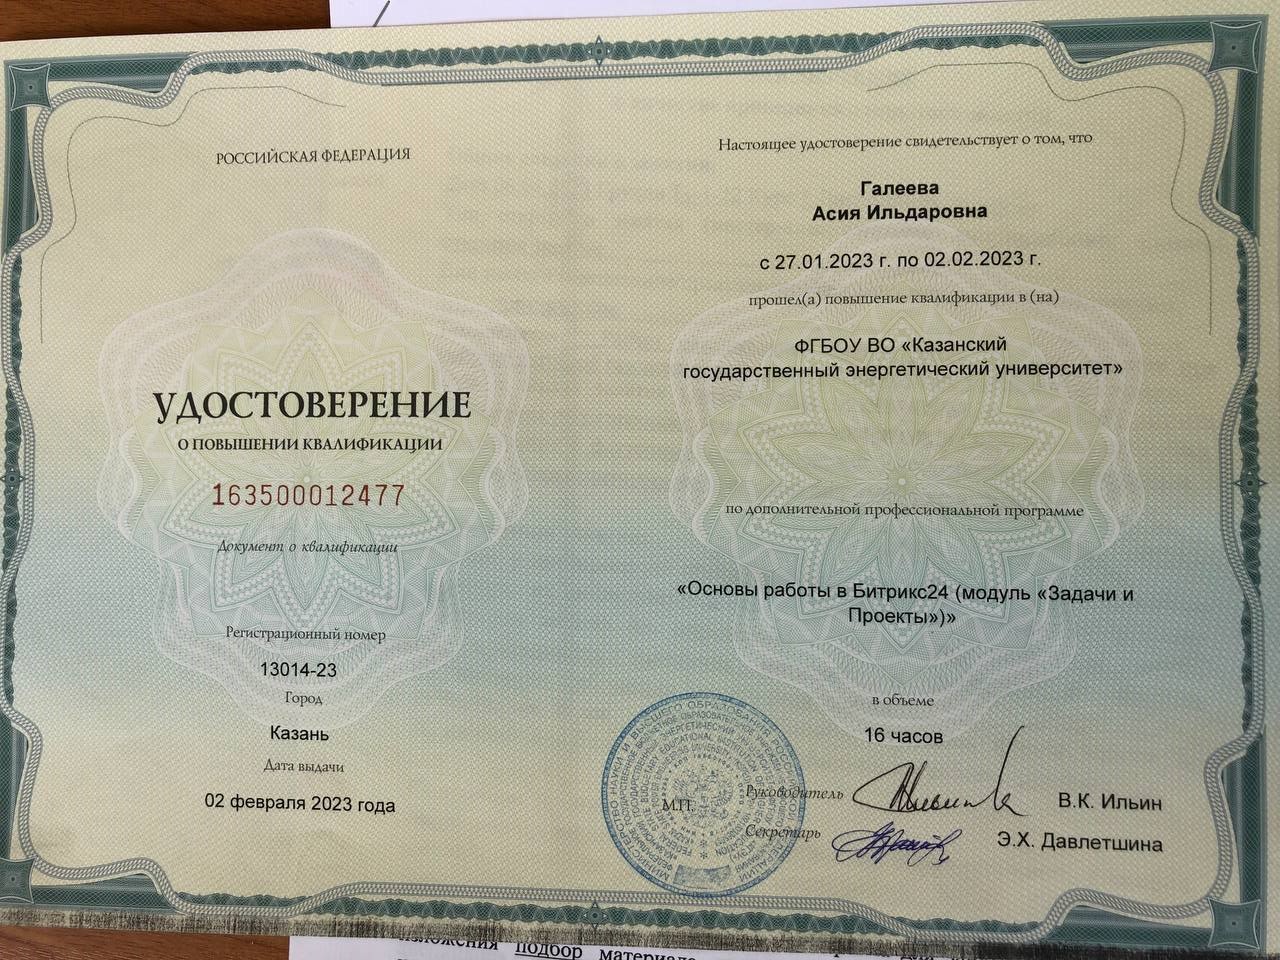 РОССИЙСКАЯ ФЕДЕРАЦИЯ
УДОСТОВЕРЕНИЕ
О ПОВЫШЕНИИ КВАЛИФИКАЦИИ
163500012477
Документ о квалификации
Регистрационный номер
13014-23
Город
Казань
Дата выдачи
02 февраля 2023 года
Настоящее удостоверение свидетельствует о том, что
Галеева
Асия Ильдаровна
с 27.01.2023 г. по 02.02.2023 г.
прошел(а) повышение квалификации в (на)
ФГБОУ ВО «Казанский
государственный энергетический университет»
по дополнительной профессиональной программе
«Основы работы в Битрикс24 (модуль «Задачи и
Проекты»)»
в объеме
16 часов
М.П.
Руководитель
В.К. Ильин
Секретарь
Э.Х. Давлетшина
подбор